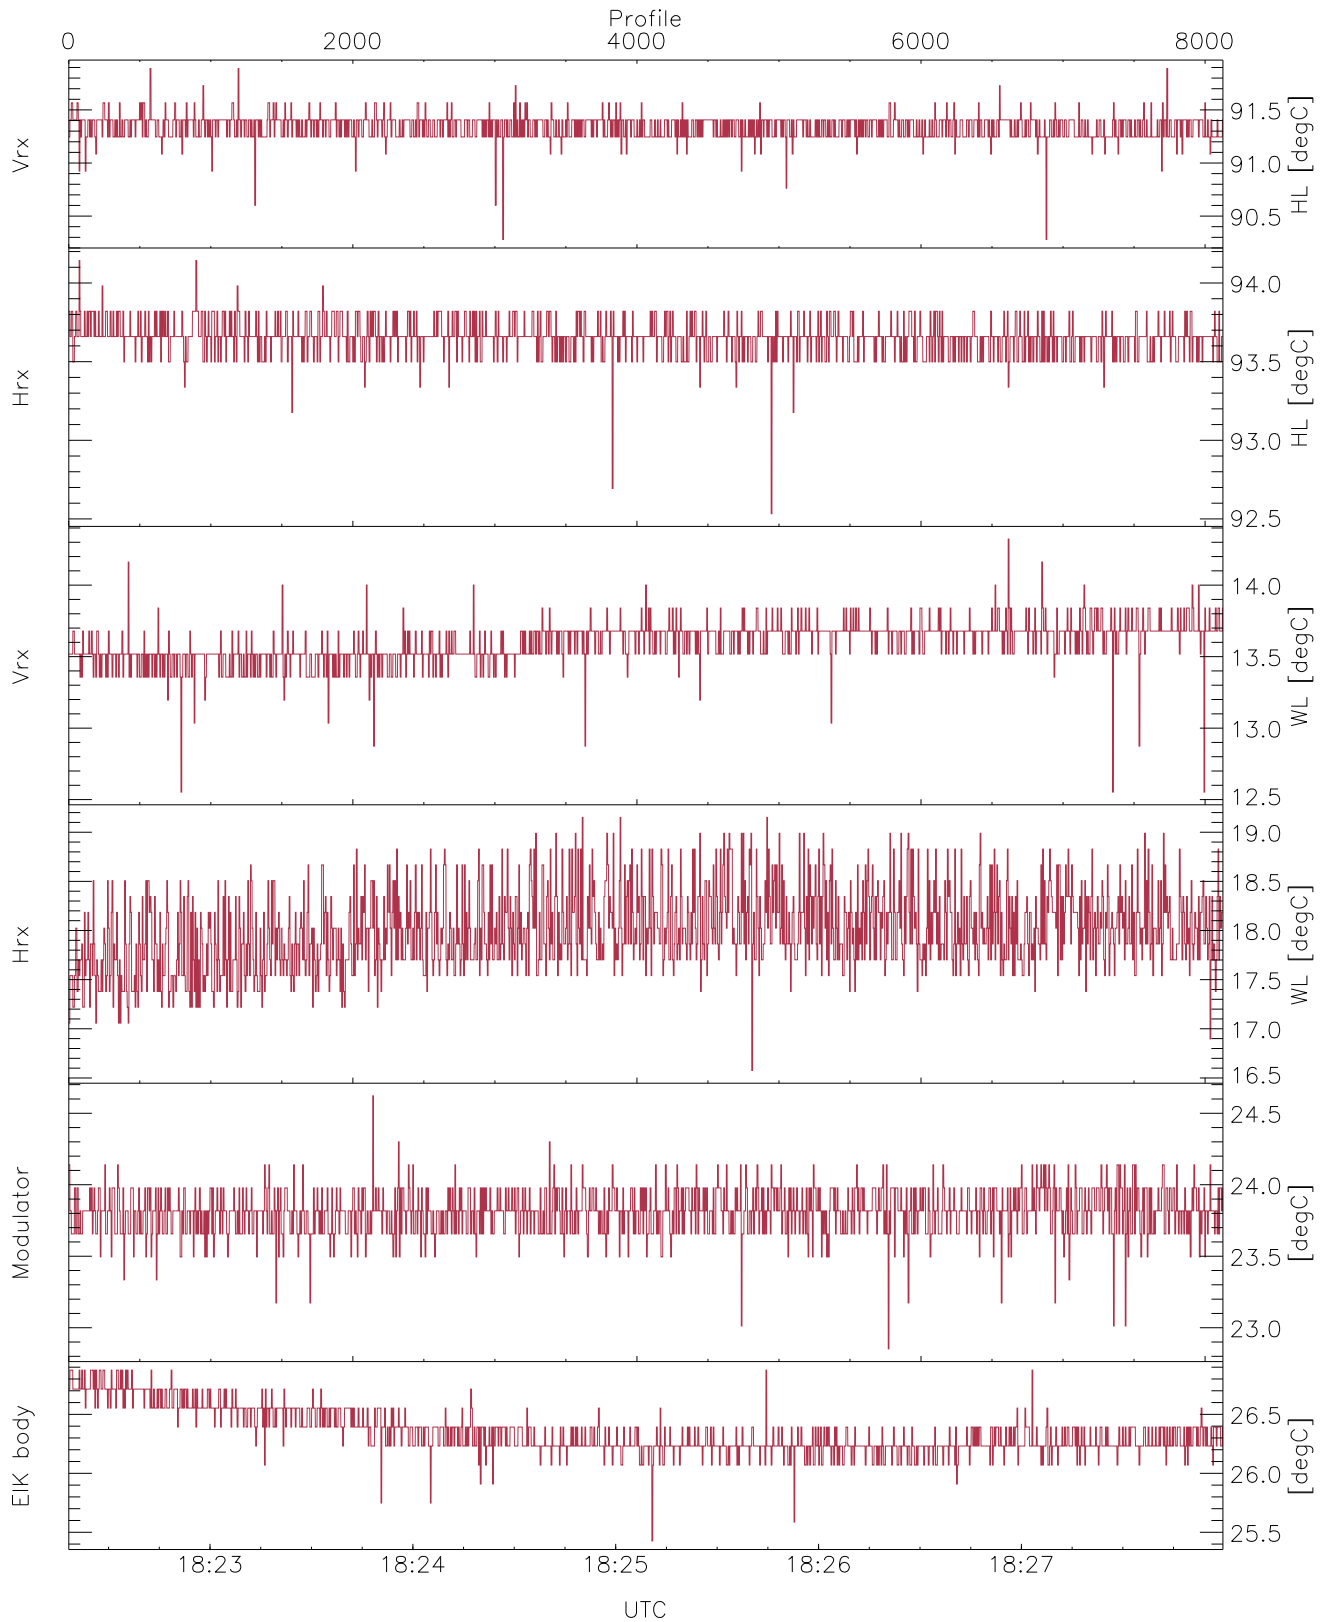 Profile
0 2000 4000 6000 8000
Vrx
91.5
91.0
90.5
HL [degC]
Hrx
94.0
93.5
93.0
92.5
HL [degC]
Vrx
14.0
13.5
13.0
12.5
WL [degC]
Hrx
19.0
18.5
18.0
17.5
17.0
16.5
WL [degC]
Modulator
24.5
24.0
23.5
23.0
[degC]
EIK body
26.5
26.0
25.5
[degC]
18:23 18:24 18:25 18:26 18:27
UTC